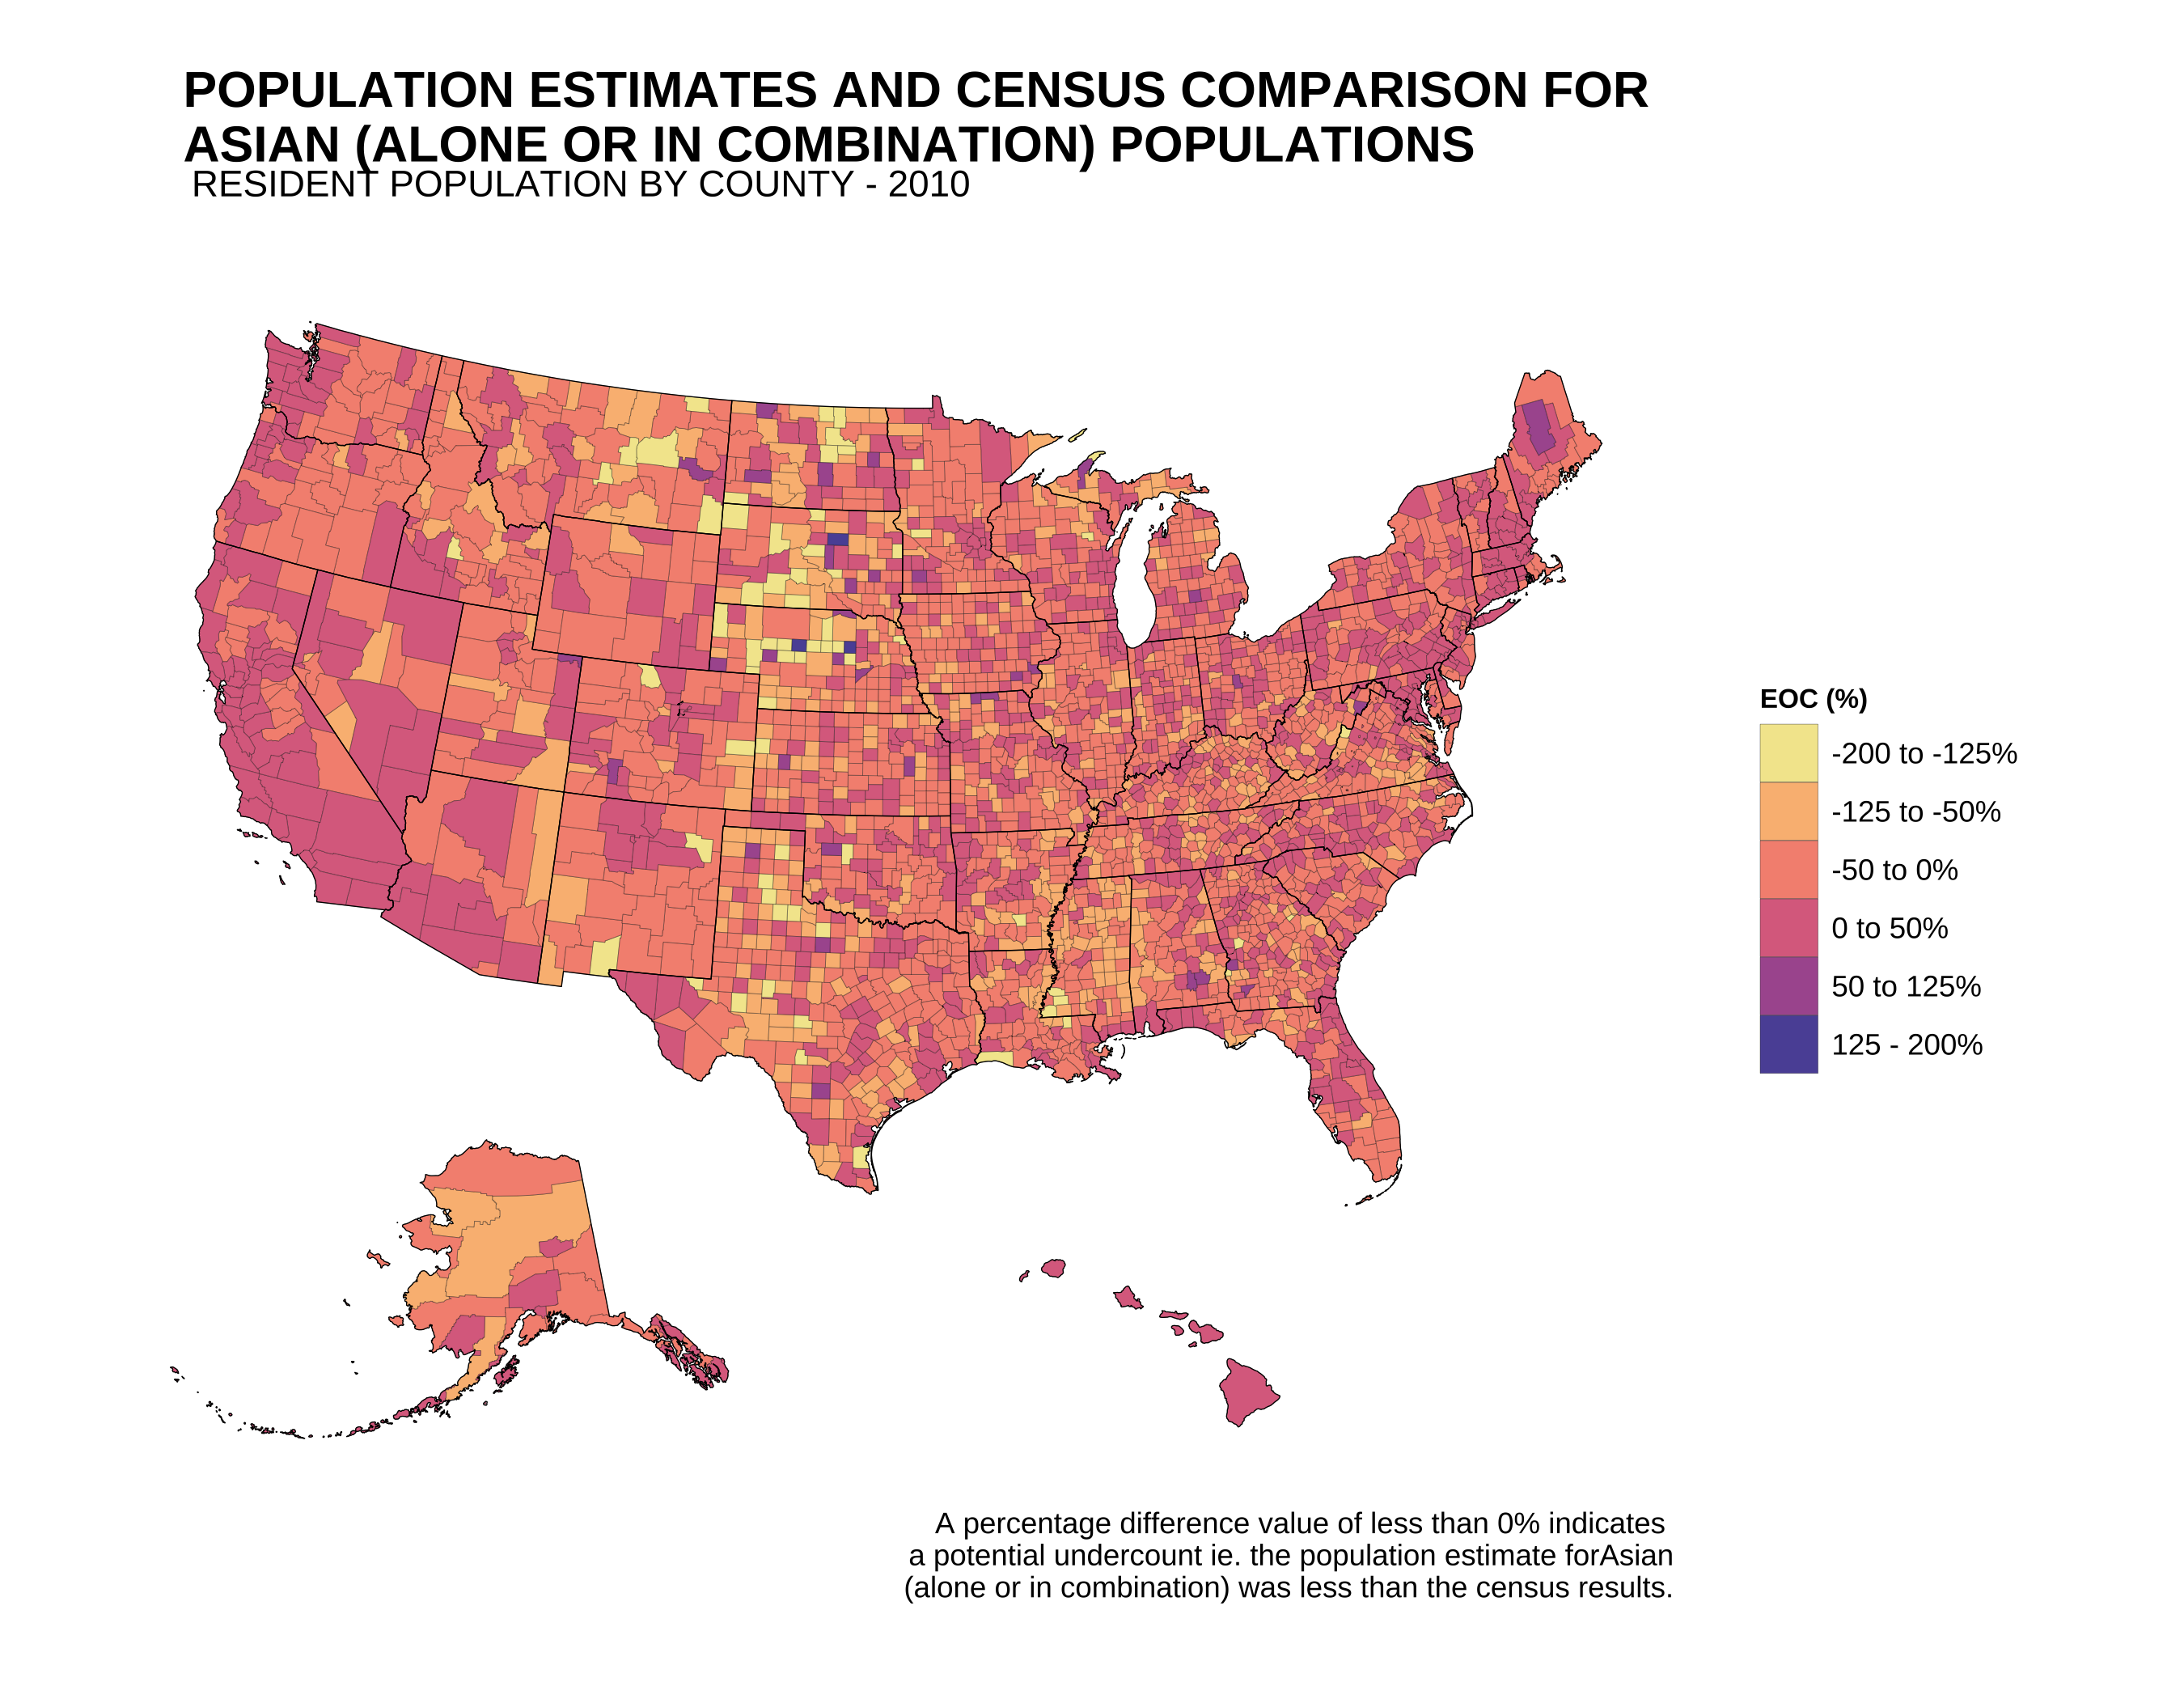 POPULATION ESTIMATES AND CENSUS COMPARISON FOR
ASIAN (ALONE OR IN COMBINATION) POPULATIONS
RESIDENT POPULATION BY COUNTY - 2010
EOC (%)
-200 to -125%
-125 to -50%
-50 to 0%
0 to 50%
50 to 125%
125 - 200%
A percentage difference value of less than 0% indicates
a potential undercount ie. the population estimate forAsian
(alone or in combination) was less than the census results.